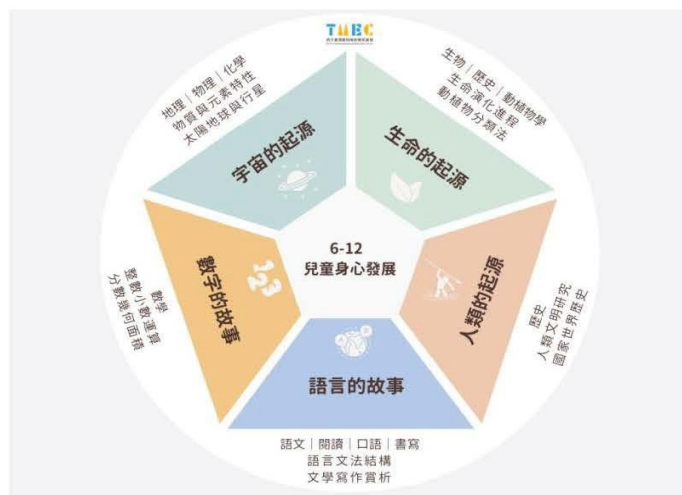 TMEC
地理｜物理｜化學
物質與元素特性
太陽地球與行星
宇宙的起源
生物｜歷史｜動植物學
生命演化進程
動植物分類法
生命的起源
6-12
兒童身心發展
數字的故事
123
數學
整數小數運算
分數幾何面積
人類的起源
歷史
人類文明研究
國家世界歷史
語言的故事
語文｜閱讀｜口語｜書寫
語言文法結構
文學寫作賞析